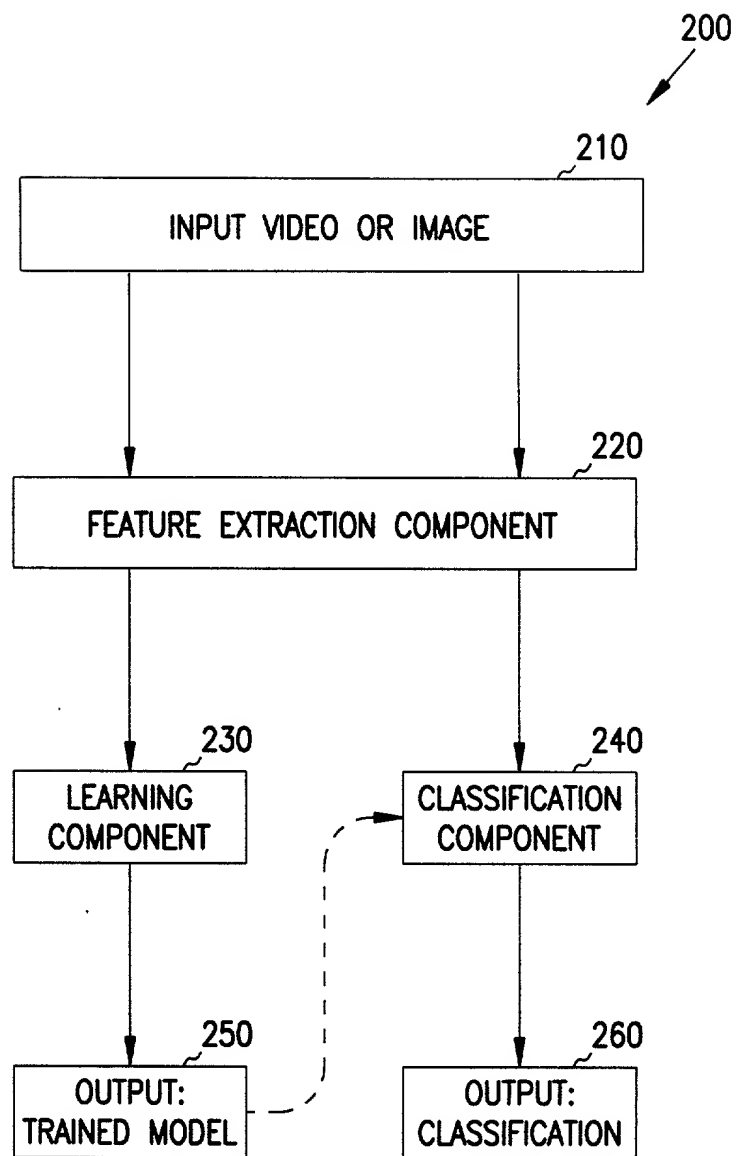 200
210
INPUT VIDEO OR IMAGE
220
FEATURE EXTRACTION COMPONENT
230
LEARNING
COMPONENT
240
CLASSIFICATION
COMPONENT
250
OUTPUT:
TRAINED MODEL
260
OUTPUT:
CLASSIFICATION